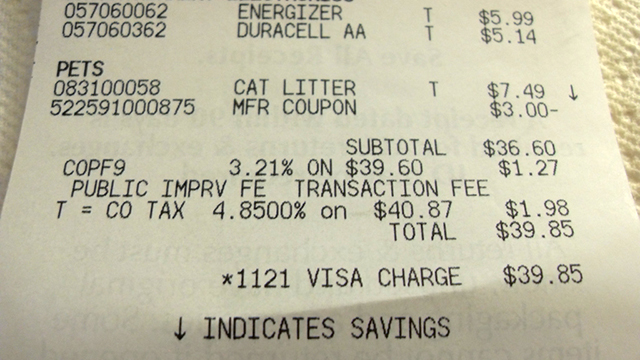 057060062 ENERGIZER T $5.99
057060362 DURACELL AA T $5.14
PETS
083100058 CAT LITTER T $7.49 ↓
522591000875 MFR COUPON $3.00-
SUBTOTAL $36.60
COPF9 3.21% ON $39.60 $1.27
PUBLIC IMPRV FE TRANSACTION FEE
T = CO TAX 4.8500% on $40.87 $1.98
TOTAL $39.85
*1121 VISA CHARGE $39.85
↓ INDICATES SAVINGS